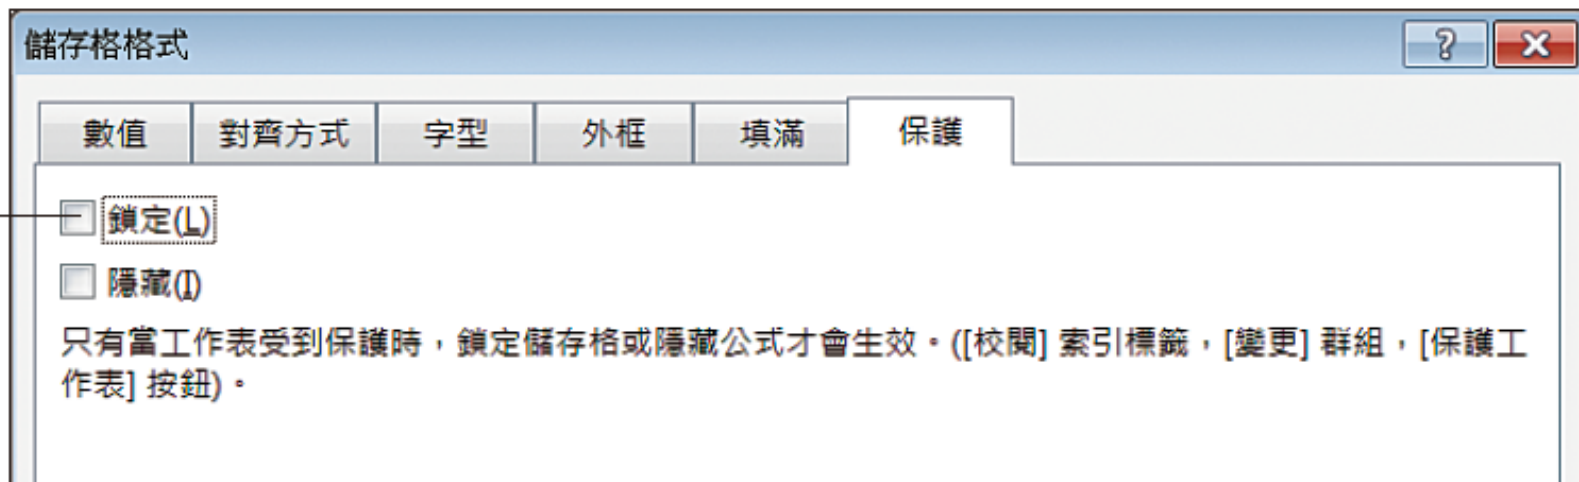 儲存格格式
數值 對齊方式 字型 外框 填滿 保護
鎖定(L)
隱藏(I)
只有當工作表受到保護時，鎖定儲存格或隱藏公式才會生效。([校閱] 索引標籤，[變更] 群組，[保護工
作表] 按鈕)。